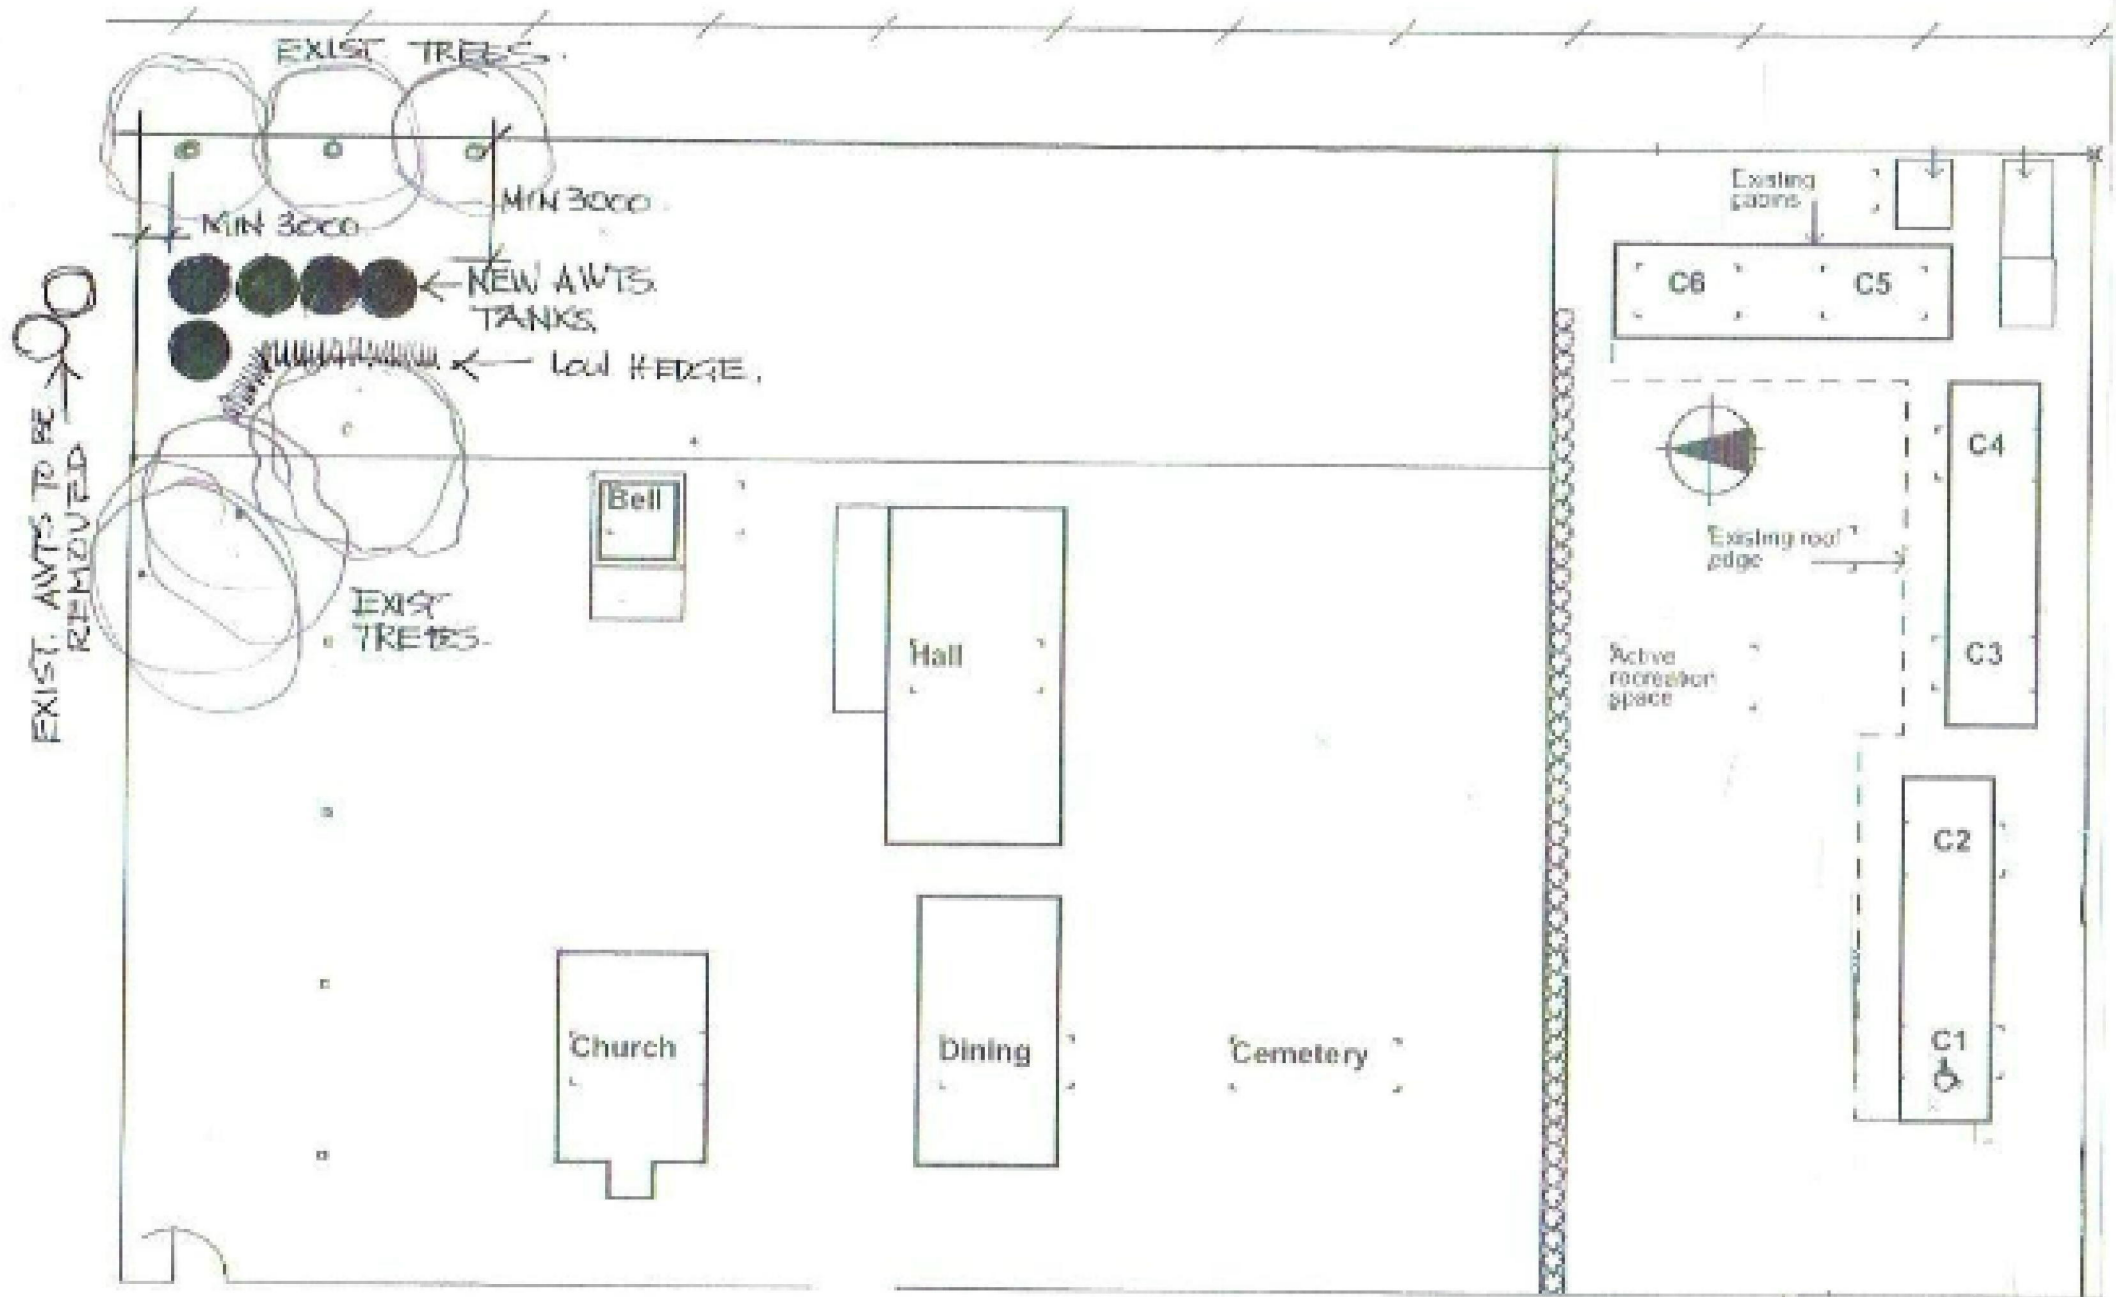 EXIST TREES.
MIN 3000
MIN 3000.
NEW AWTS.
TANKS.
LOW HEDGE.
EXIST. AWTS TO BE
REMOVED
EXIST
TREES.
Bell
Hall
Church
Dining
Cemetery
Existing
cabins
C6
C5
C4
Existing roof
edge
C3
Active
recreation
space
C2
C1